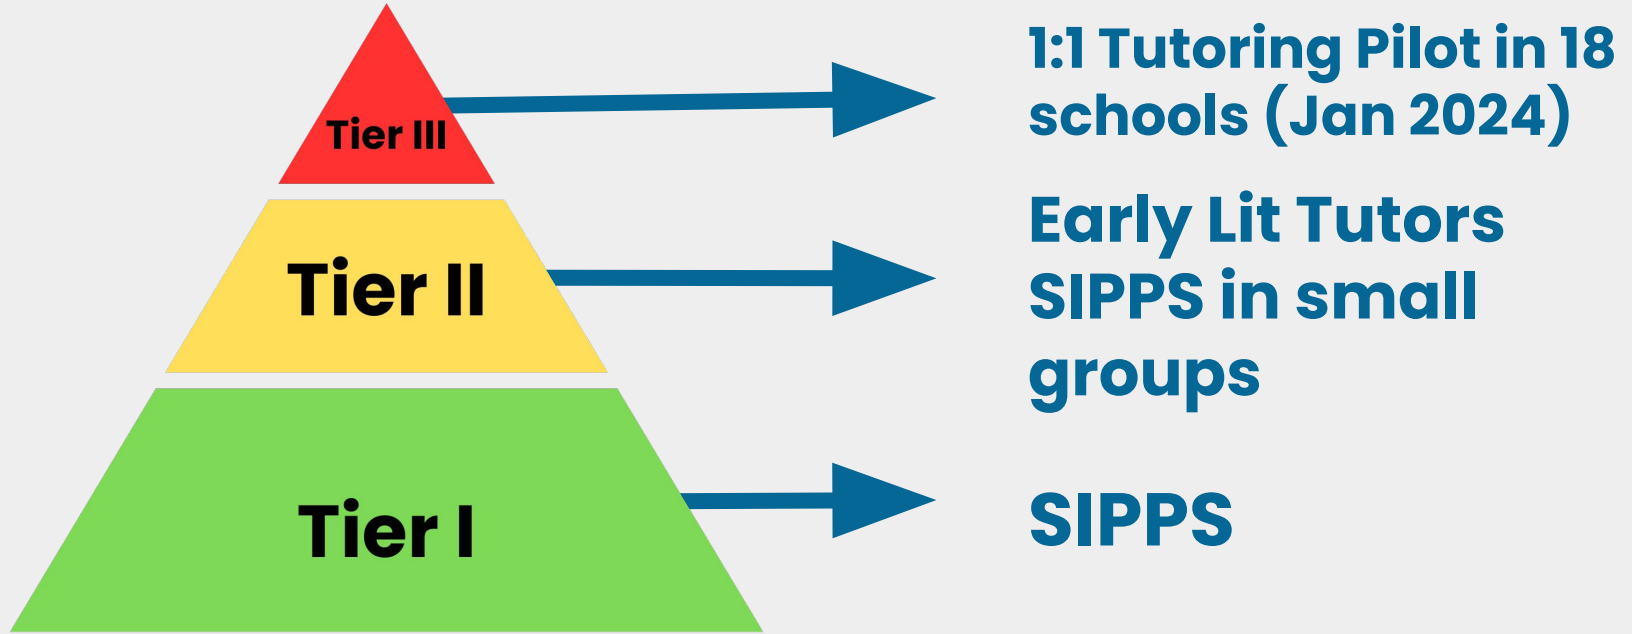 Tier III
1:1 Tutoring Pilot in 18
schools (Jan 2024)
Tier II
Early Lit Tutors
SIPPS in small
groups
Tier I
SIPPS